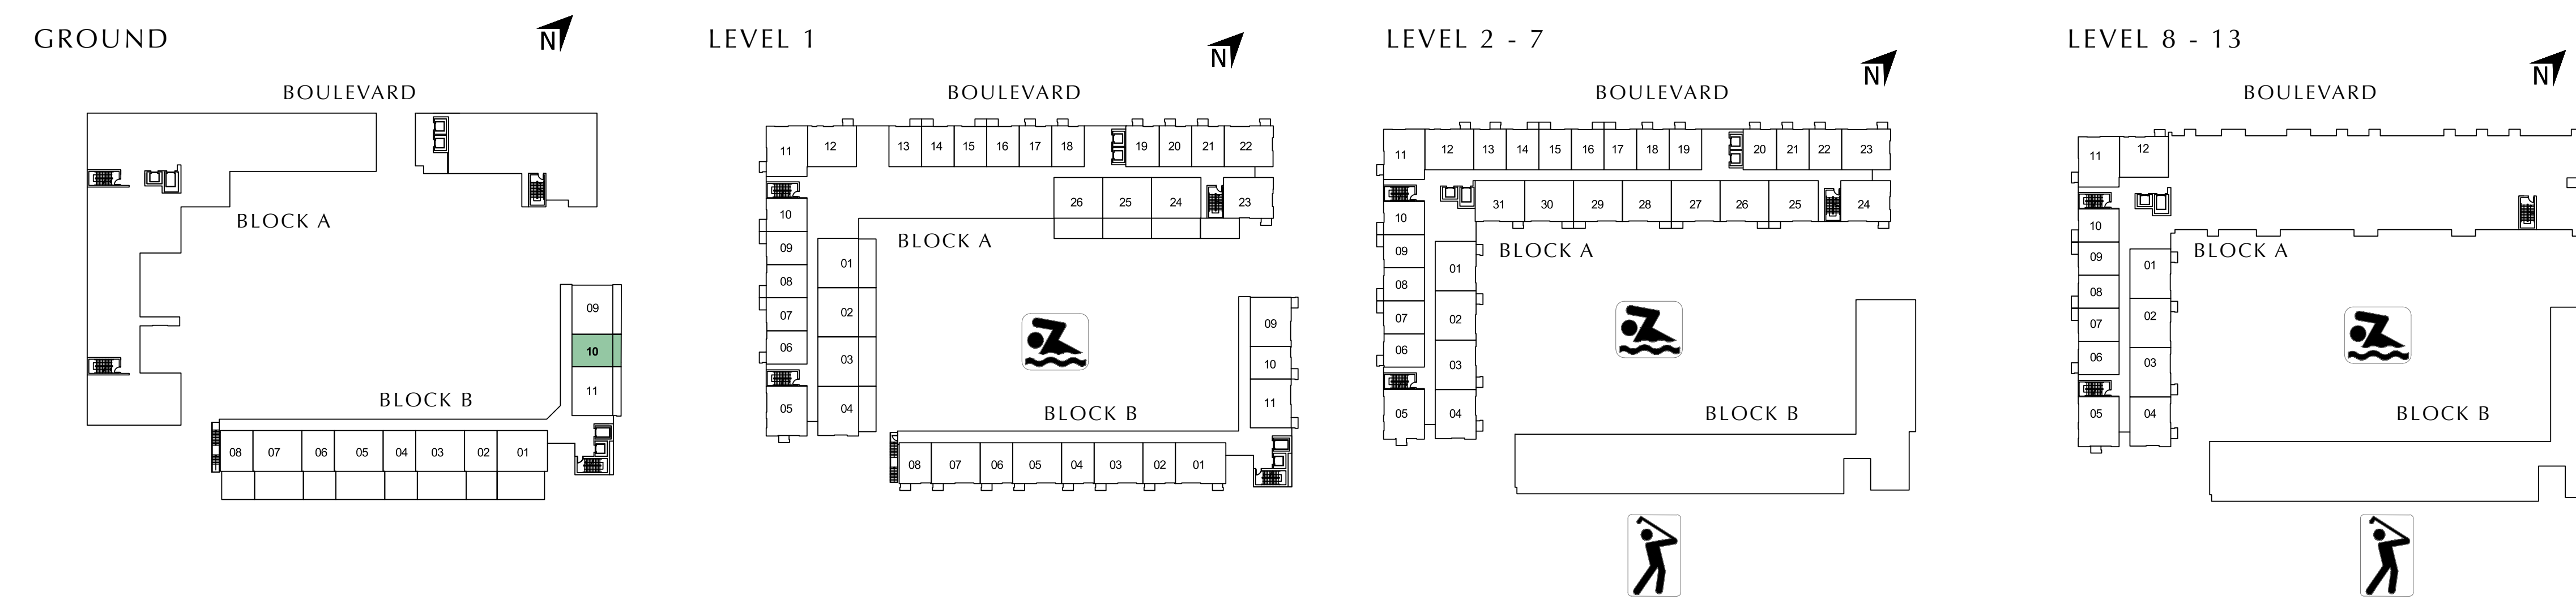 GROUND
N
BOULEVARD
BLOCK A
09
10
11
BLOCK B
08 07 06 05 04 03 02 01
LEVEL 1
N
BOULEVARD
11 12 13 14 15 16 17 18 19 20 21 22
10 26 25 24 23
BLOCK A
09 01
08 02
07
06 03
05 04
09
10
11
BLOCK B
08 07 06 05 04 03 02 01
LEVEL 2 - 7
N
BOULEVARD
11 12 13 14 15 16 17 18 19 20 21 22 23
10 31 30 29 28 27 26 25 24
BLOCK A
09 01
08 02
07
06 03
05 04
BLOCK B
LEVEL 8 - 13
N
BOULEVARD
11 12
10
BLOCK A
09 01
08 02
07
06 03
05 04
BLOCK B